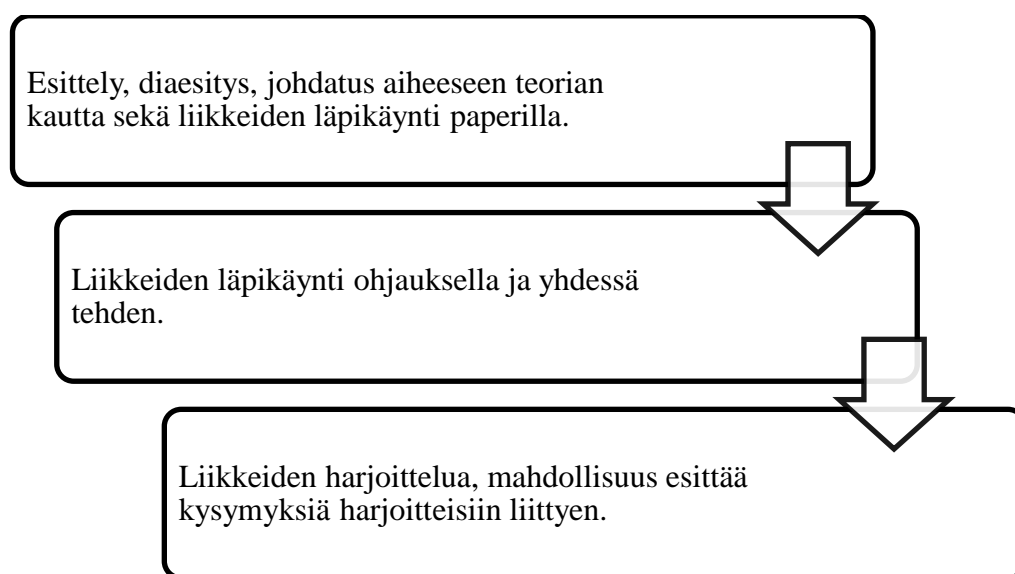 Esittely, diaesitys, johdatus aiheeseen teorian
kautta sekä liikkeiden läpikäynti paperilla.
Liikkeiden läpikäynti ohjauksella ja yhdessä
tehden.
Liikkeiden harjoittelua, mahdollisuus esittää
kysymyksiä harjoitteisiin liittyen.